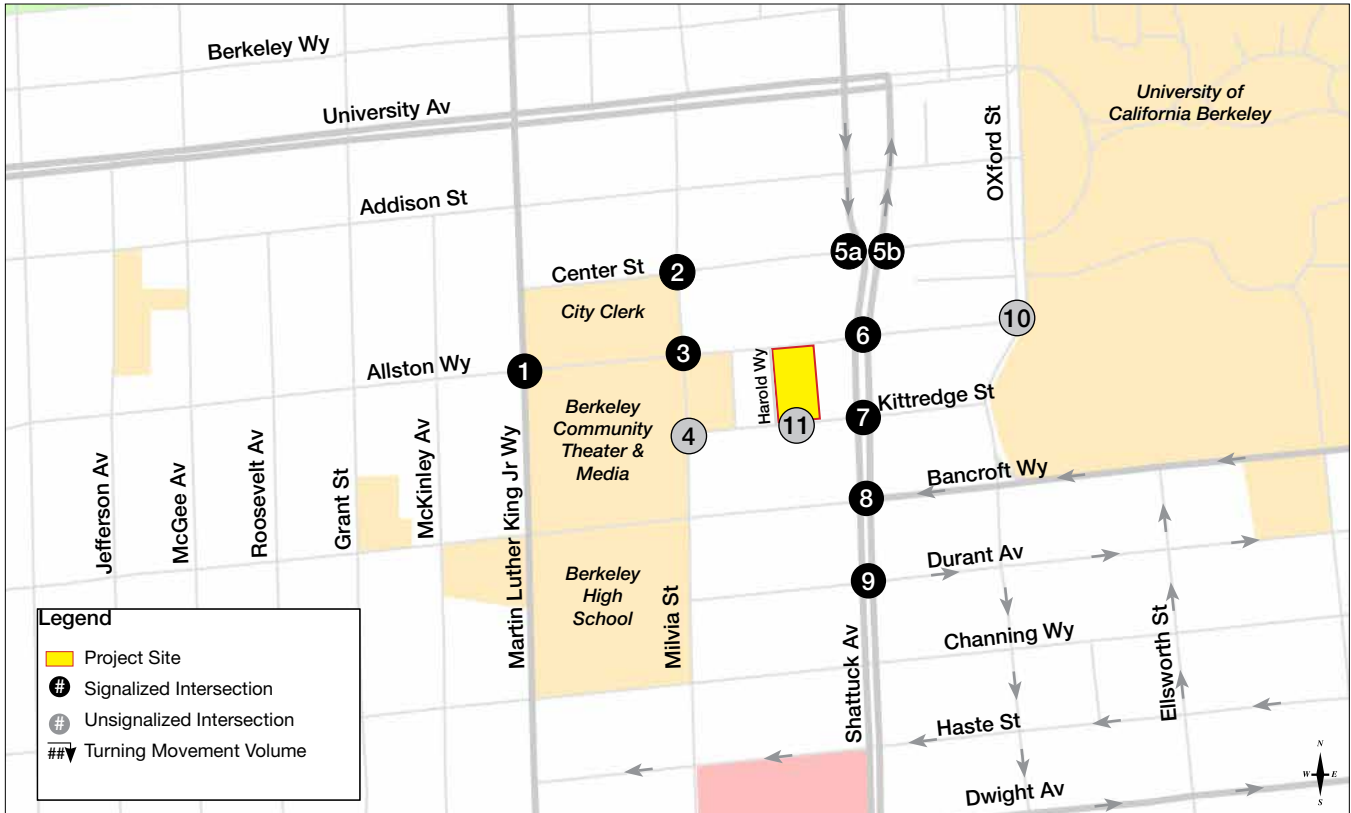 Berkeley Wy
University Av
University of
California Berkeley
OXford St
Addison St
5a
5b
Center St
2
City Clerk
10
6
3
Allston Wy
1
Harold Wy
Kittredge St
7
11
4
Berkeley
Community
Theater &
Media
Jefferson Av
McGee Av
Roosevelt Av
Grant St
McKinley Av
Martin Luther King Jr Wy
Bancroft Wy
8
Durant Av
9
Berkeley
High
School
Milvia St
Shattuck Av
Channing Wy
Ellsworth St
Haste St
Dwight Av
Legend
Project Site
# Signalized Intersection
# Unsignalized Intersection
## Turning Movement Volume
N
W E
S